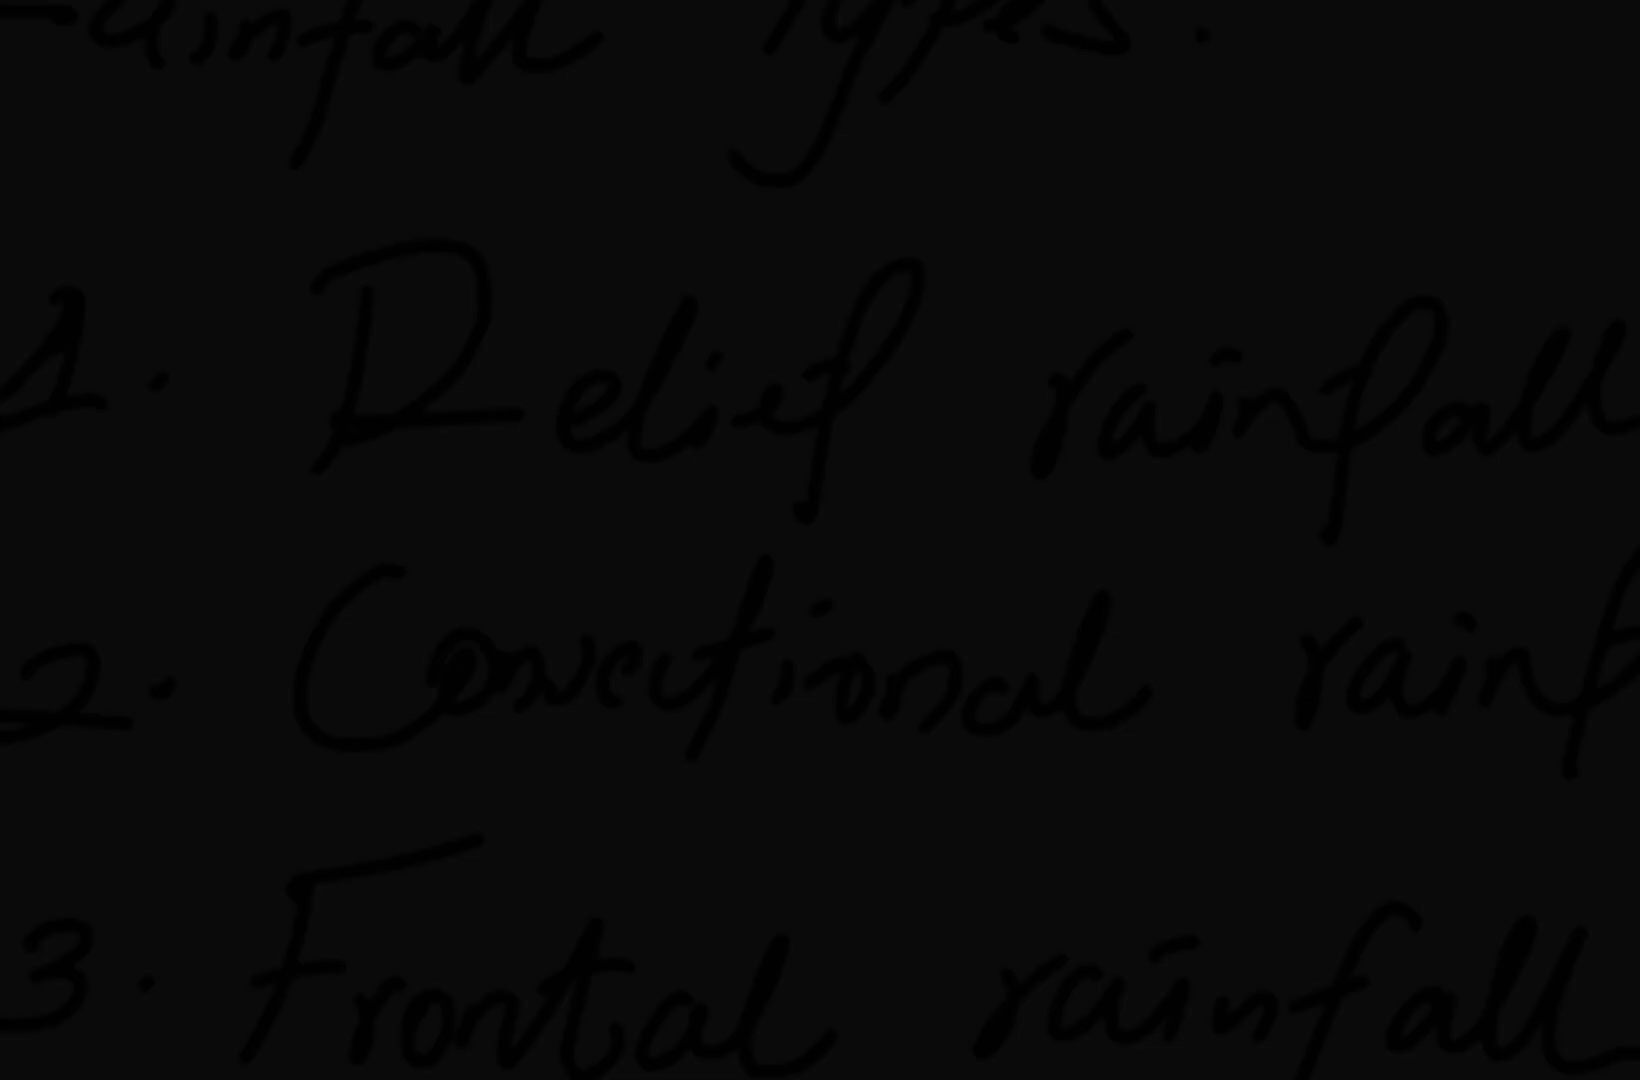 Rainfall Types.
1. Relief rainfall
2. Convectional rainf
3. Frontal rainfall